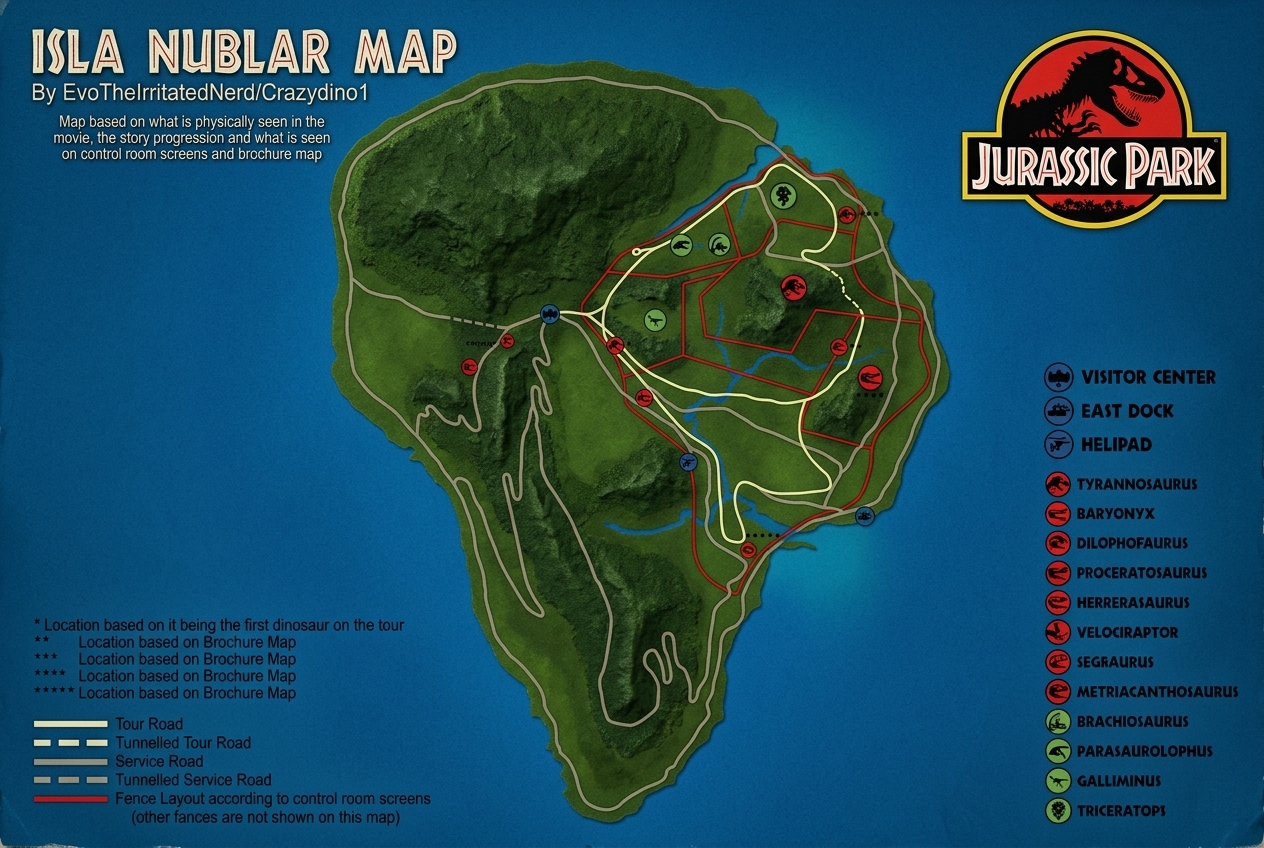 ISLA NUBLAR MAP
By EvoTheIrritatedNerd/Crazydino1
Map based on what is physically seen in the
movie, the story progression and what is seen
on control room screens and brochure map
JURASSIC PARK
VISITOR CENTER
EAST DOCK
HELIPAD
TYRANNOSAURUS
BARYONYX
DILOPHOFAURUS
PROCERATOSAURUS
HERRERASAURUS
VELOCIRAPTOR
SEGRAURUS
METRIACANTHOSAURUS
BRACHIOSAURUS
PARASAUROLOPHUS
GALLIMINUS
TRICERATOPS
* Location based on it being the first dinosaur on the tour
** Location based on Brochure Map
*** Location based on Brochure Map
**** Location based on Brochure Map
***** Location based on Brochure Map
Tour Road
Tunnelled Tour Road
Service Road
Tunnelled Service Road
Fence Layout according to control room screens
(other fances are not shown on this map)